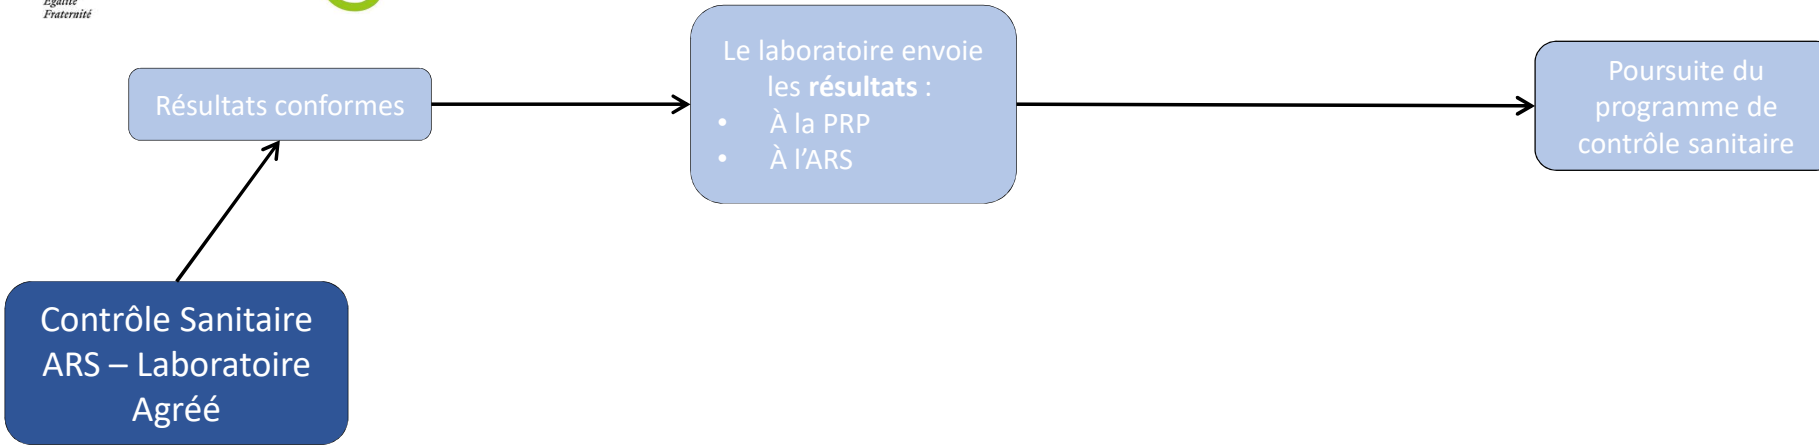 Égalité
Fraternité
Le laboratoire envoie
les résultats :
• À la PRP
• À l'ARS
Résultats conformes
Poursuite du
programme de
contrôle sanitaire
Contrôle Sanitaire
ARS – Laboratoire
Agréé